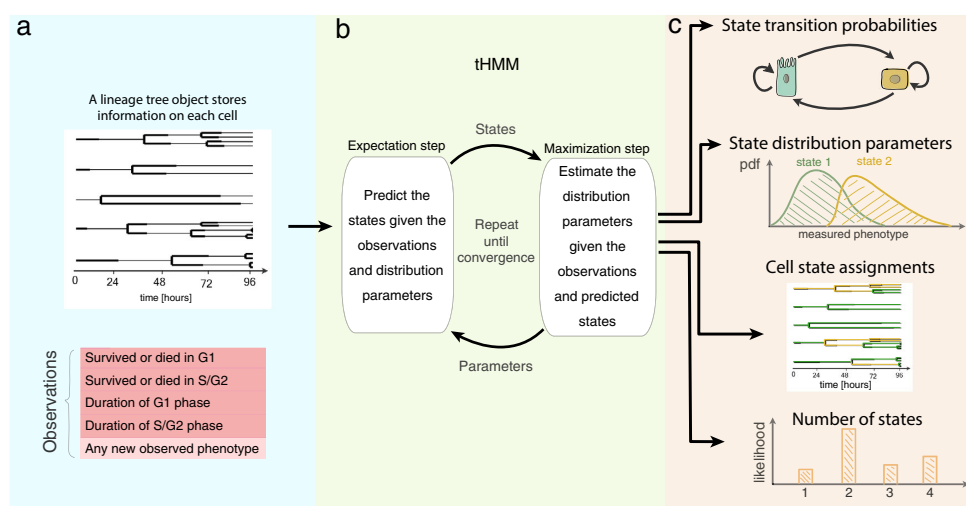 a
A lineage tree object stores
information on each cell
0 24 48 72 96
time [hours]
Observations
Survived or died in G1
Survived or died in S/G2
Duration of G1 phase
Duration of S/G2 phase
Any new observed phenotype
b
tHMM
States
Expectation step
Predict the
states given the
observations
and distribution
parameters
Repeat
until
convergence
Maximization step
Estimate the
distribution
parameters
given the
observations
and predicted
states
Parameters
c
State transition probabilities
State distribution parameters
pdf
state 1 state 2
measured phenotype
Cell state assignments
0 24 48 72 96
time [hours]
Number of states
likelihood
1 2 3 4